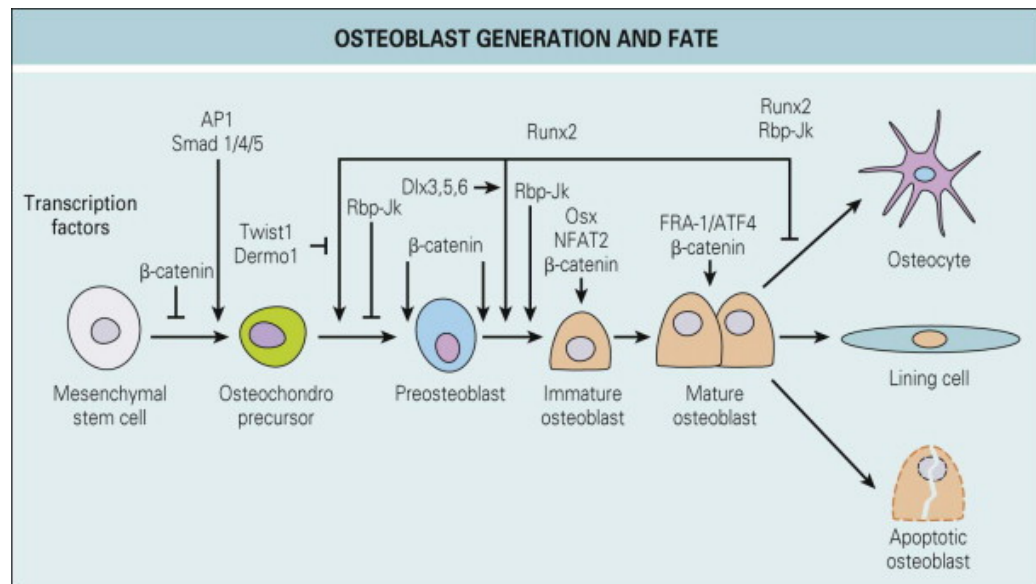 OSTEOBLAST GENERATION AND FATE
AP1
Smad 1/4/5
Runx2
Runx2
Rbp-Jk
Dlx3,5,6
Transcription
factors
Rbp-Jk
Rbp-Jk
Twist1
Dermo1
Osx
NFAT2
β-catenin
FRA-1/ATF4
β-catenin
β-catenin
β-catenin
Osteocyte
Mesenchymal
stem cell
Osteochondro
precursor
Preosteoblast
Immature
osteoblast
Mature
osteoblast
Lining cell
Apoptotic
osteoblast